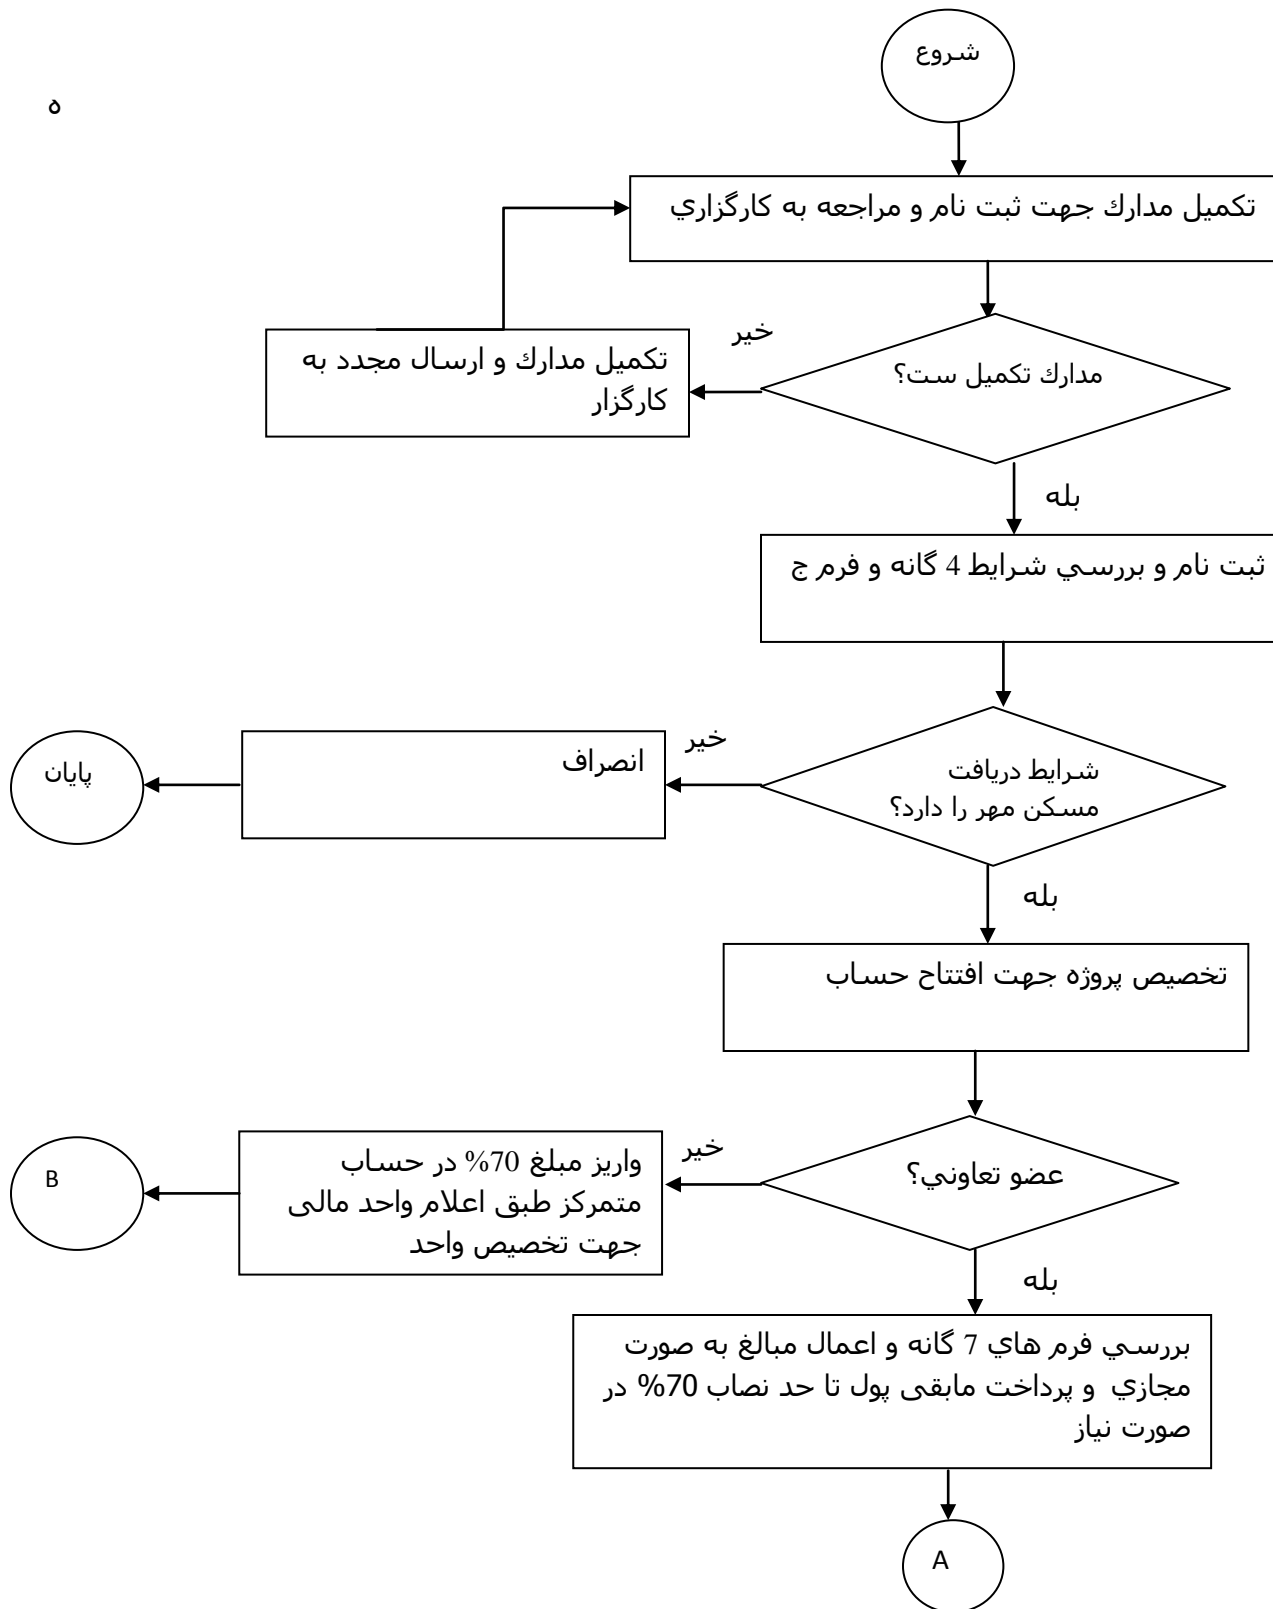 شروع
ه
تكميل مدارك جهت ثبت نام و مراجعه به كارگزاري
خير
تكميل مدارك و ارسال مجدد به
كارگزار
مدارك تكميل ست؟
بله
ثبت نام و بررسي شرايط 4 گانه و فرم ج
خير
انصراف
پایان
شرايط دريافت
مسكن مهر را دارد؟
بله
تخصيص پروژه جهت افتتاح حساب
خير
واريز مبلغ 70% در حساب
متمركز طبق اعلام واحد مالی
جهت تخصيص واحد
B
عضو تعاوني؟
بله
بررسي فرم هاي 7 گانه و اعمال مبالغ به صورت
مجازي و پرداخت مابقی پول تا حد نصاب 70% در
صورت نياز
A